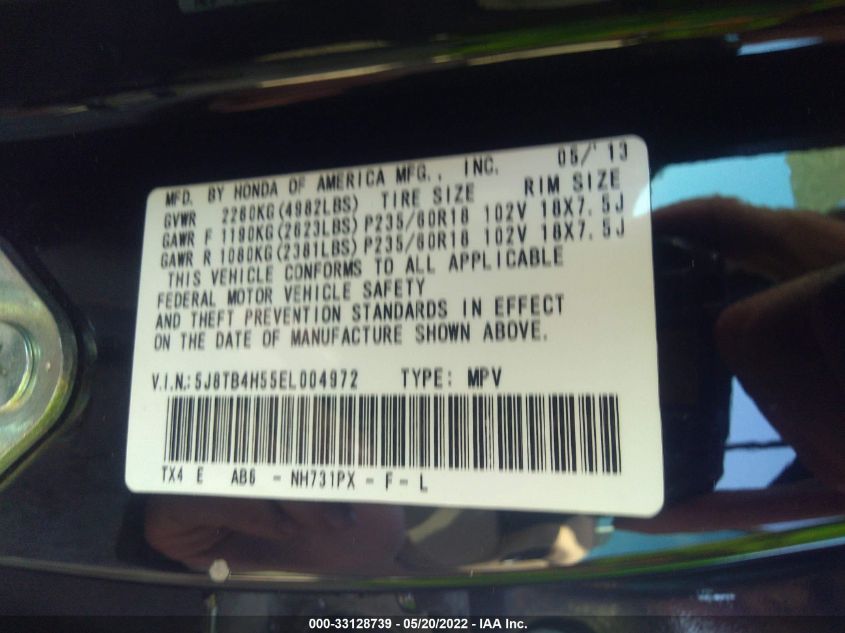 MFD. BY HONDA OF AMERICA MFG., INC. 05/'13
GVWR 2260KG(4982LBS) TIRE SIZE RIM SIZE
GAWR F 1190KG(2623LBS) P235/60R18 102V 18X7.5J
GAWR R 1080KG(2381LBS) P235/60R18 102V 18X7.5J
THIS VEHICLE CONFORMS TO ALL APPLICABLE
FEDERAL MOTOR VEHICLE SAFETY
AND THEFT PREVENTION STANDARDS IN EFFECT
ON THE DATE OF MANUFACTURE SHOWN ABOVE.
V.I.N.: 5J8TB4H55EL004972 TYPE: MPV
TX4 E AB6 - NH731PX - F - L
000-33128739 - 05/20/2022 - IAA Inc.